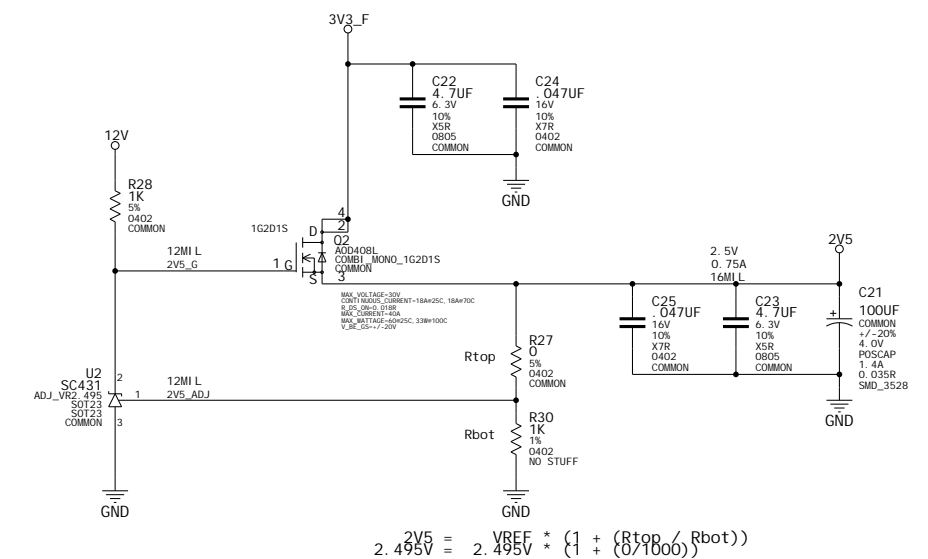 3V3_F
C22
4.7UF
6.3V
10%
X5R
0805
COMMON
C24
.047UF
16V
10%
X7R
0402
COMMON
GND
12V
R28
1K
5%
0402
COMMON
12MIL
2V5_G
1G2D1S
1 G
D
S
4
2
3
Q2
AOD408L
COMBI_MONO_1G2D1S
COMMON
MAX_VOLTAGE=30V
CONTINUOUS_CURRENT=18A@25C,18A@70C
R_DS_ON=0.018R
MAX_CURRENT=40A
MAX_WATTAGE=60@25C,33W@100C
V_BE_GS=+/-20V
2.5V
0.75A
16MIL
2V5
C25
.047UF
16V
10%
X7R
0402
COMMON
C23
4.7UF
6.3V
10%
X5R
0805
COMMON
C21
100UF
COMMON
+/-20%
4.0V
POSCAP
1.4A
0.035R
SMD_3528
+
GND
Rtop
R27
0
5%
0402
COMMON
U2
SC431
ADJ_VR2.495
SOT23
SOT23
COMMON
2
1
3
12MIL
2V5_ADJ
Rbot
R30
1K
1%
0402
NO STUFF
GND
GND
2V5 = VREF * (1 + (Rtop / Rbot))
2.495V = 2.495V * (1 + (0/1000))